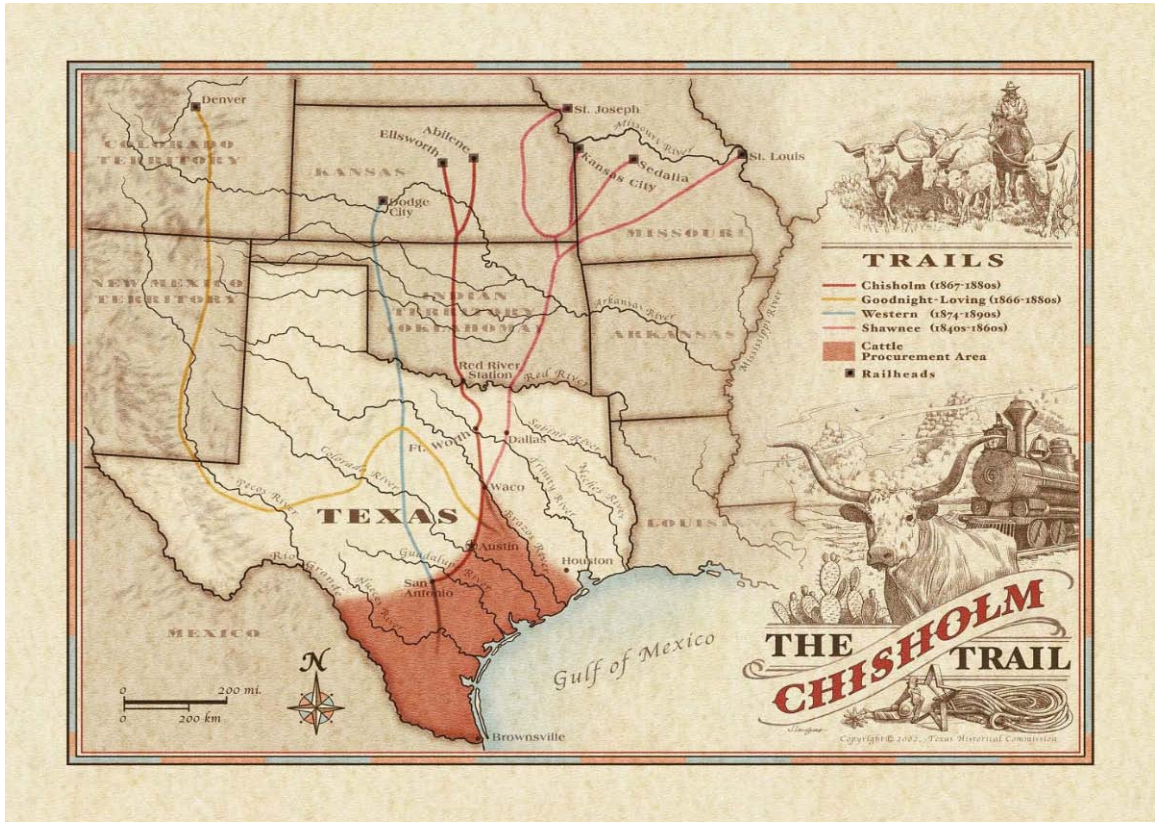 Denver
COLORADO
TERRITORY
KANSAS
Ellsworth
Abilene
Dodge
City
St. Joseph
Missouri River
Kansas City
Sedalia
St. Louis
MISSOURI
NEW MEXICO
TERRITORY
INDIAN
TERRITORY
(OKLAHOMA)
Arkansas River
ARKANSAS
Mississippi River
Red River
Station
Red River
Ft. Worth
Dallas
Sabine River
Trinity River
Neches River
Colorado River
Pecos River
Waco
TEXAS
Brazos River
LOUISIANA
Austin
Guadalupe River
Houston
San
Antonio
Rio Grande
Nueces River
MEXICO
Gulf of Mexico
N
0 200 mi.
0 200 km
Brownsville
TRAILS
Chisholm (1867-1880s)
Goodnight-Loving (1866-1880s)
Western (1874-1890s)
Shawnee (1840s-1860s)
Cattle
Procurement Area
Railheads
THE
CHISHOLM
TRAIL
Copyright © 2002, Texas Historical Commission